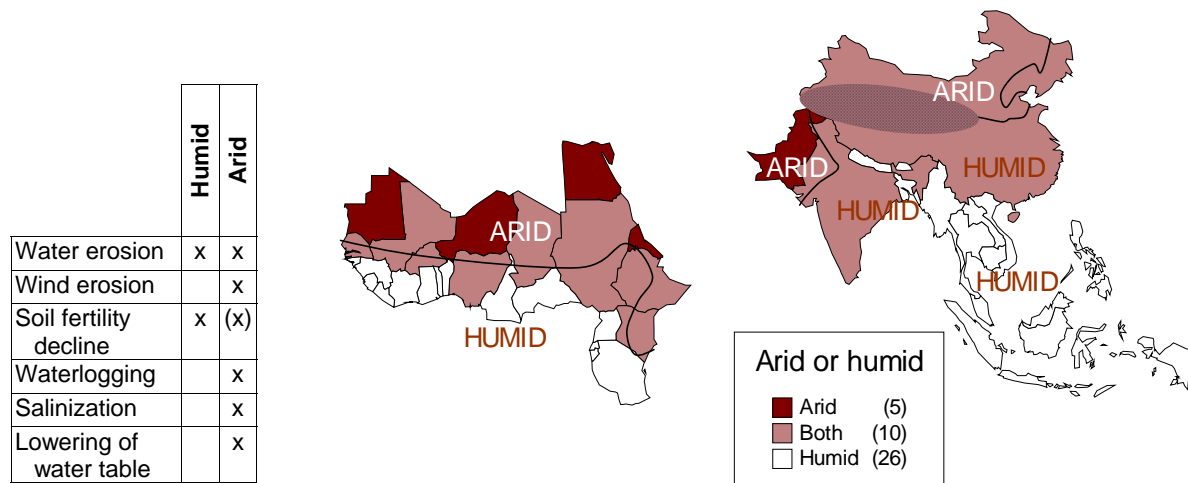 Humid
Arid
Water erosion x x
Wind erosion x
Soil fertility x (x)
decline
Waterlogging x
Salinization x
Lowering of x
water table
ARID
HUMID
ARID
ARID
HUMID
HUMID
HUMID
Arid or humid
Arid (5)
Both (10)
Humid (26)